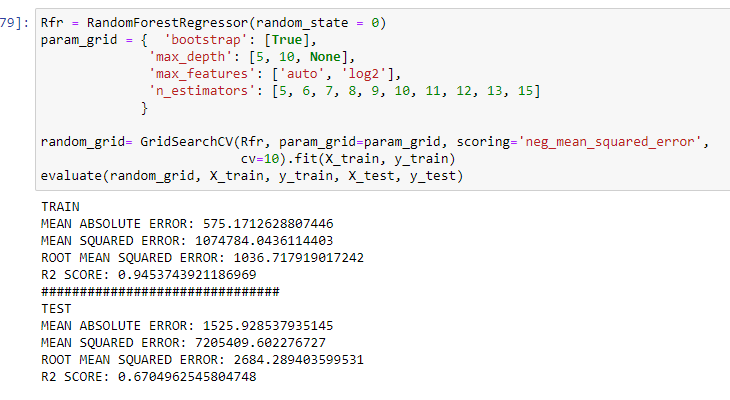 79]: Rfr = RandomForestRegressor(random_state = 0)
param_grid = { 'bootstrap': [True],
'max_depth': [5, 10, None],
'max_features': ['auto', 'log2'],
'n_estimators': [5, 6, 7, 8, 9, 10, 11, 12, 13, 15]
}
random_grid= GridSearchCV(Rfr, param_grid=param_grid, scoring='neg_mean_squared_error',
cv=10).fit(X_train, y_train)
evaluate(random_grid, X_train, y_train, X_test, y_test)
TRAIN
MEAN ABSOLUTE ERROR: 575.1712628807446
MEAN SQUARED ERROR: 1074784.0436114403
ROOT MEAN SQUARED ERROR: 1036.717919017242
R2 SCORE: 0.9453743921186969
###############################
TEST
MEAN ABSOLUTE ERROR: 1525.928537935145
MEAN SQUARED ERROR: 7205409.602276727
ROOT MEAN SQUARED ERROR: 2684.289403599531
R2 SCORE: 0.6704962545804748